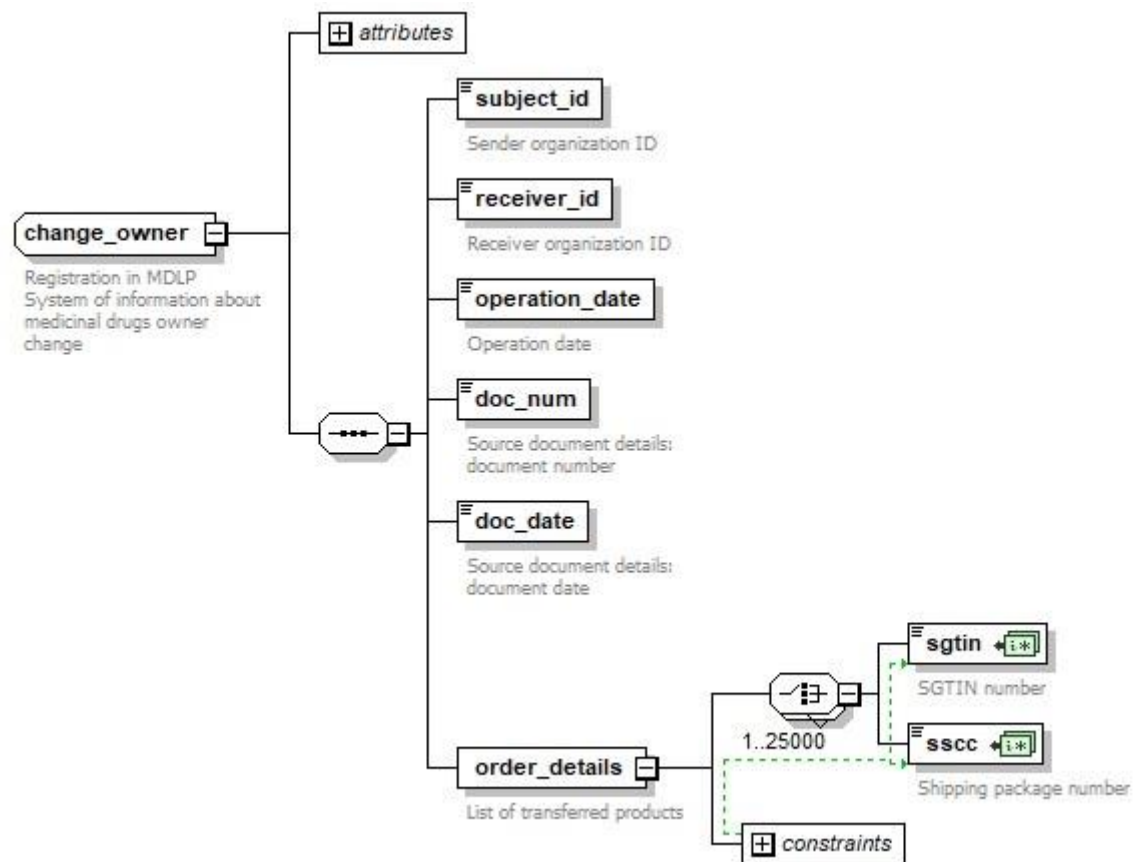 attributes
subject_id
Sender organization ID
receiver_id
Receiver organization ID
change_owner
Registration in MDLP
System of information about
medicinal drugs owner
change
operation_date
Operation date
doc_num
Source document details:
document number
doc_date
Source document details:
document date
sgtin
i*
SGTIN number
1..25000
sscc
i*
Shipping package number
order_details
List of transferred products
constraints